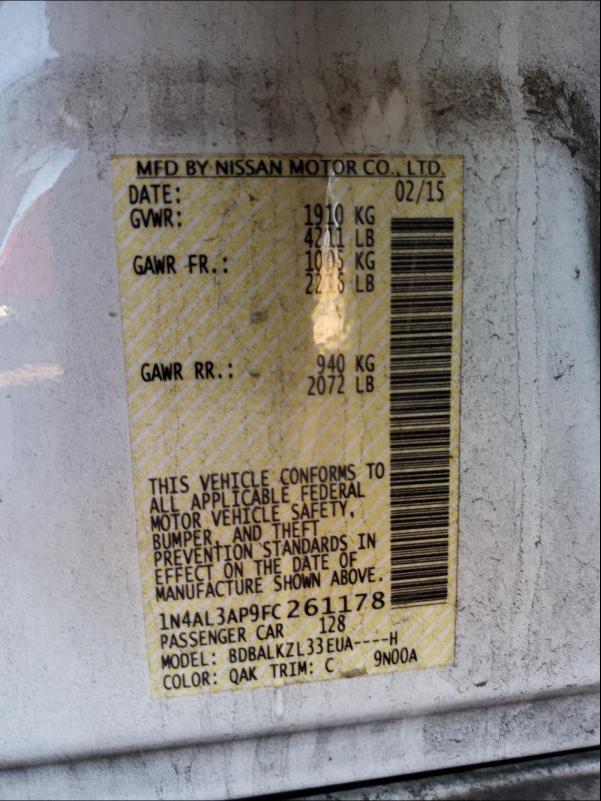 MFD BY NISSAN MOTOR CO., LTD.
DATE: 02/15
GVWR: 1910 KG
4211 LB
GAWR FR.: 1005 KG
2216 LB
GAWR RR.: 940 KG
2072 LB
THIS VEHICLE CONFORMS TO
ALL APPLICABLE FEDERAL
MOTOR VEHICLE SAFETY,
BUMPER, AND THEFT
PREVENTION STANDARDS IN
EFFECT ON THE DATE OF
MANUFACTURE SHOWN ABOVE.
1N4AL3AP9FC261178
PASSENGER CAR 128
MODEL: BDBALKZL33EUA----H
COLOR: QAK TRIM: C 9N00A